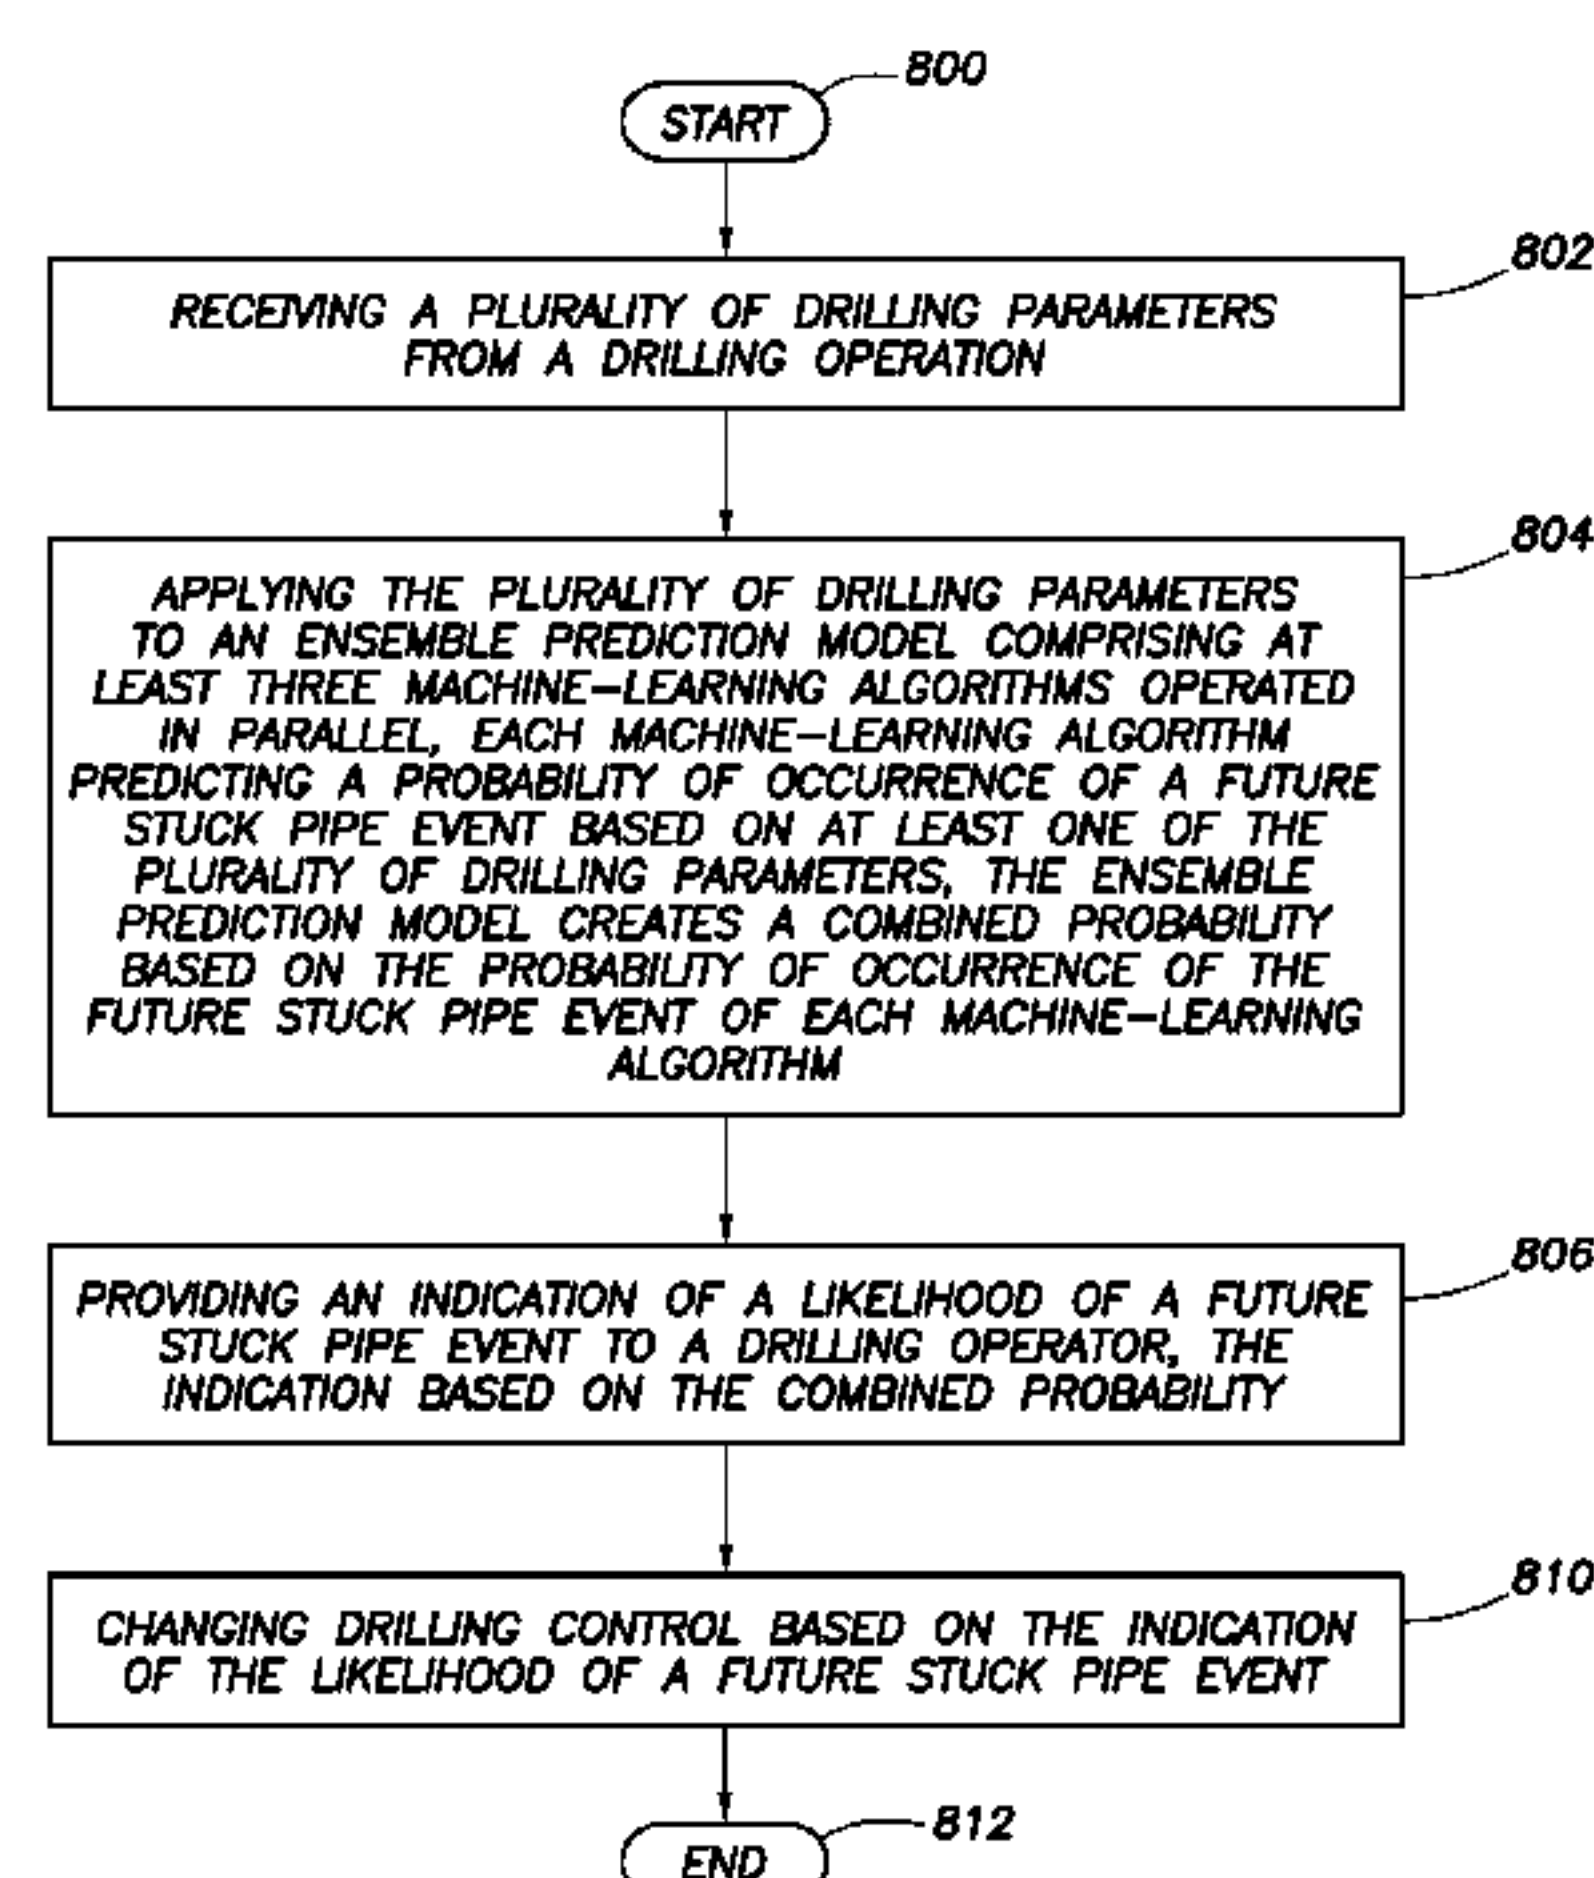 800
START
802
RECEIVING A PLURALITY OF DRILLING PARAMETERS
FROM A DRILLING OPERATION
804
APPLYING THE PLURALITY OF DRILLING PARAMETERS
TO AN ENSEMBLE PREDICTION MODEL COMPRISING AT
LEAST THREE MACHINE-LEARNING ALGORITHMS OPERATED
IN PARALLEL, EACH MACHINE-LEARNING ALGORITHM
PREDICTING A PROBABILITY OF OCCURRENCE OF A FUTURE
STUCK PIPE EVENT BASED ON AT LEAST ONE OF THE
PLURALITY OF DRILLING PARAMETERS, THE ENSEMBLE
PREDICTION MODEL CREATES A COMBINED PROBABILITY
BASED ON THE PROBABILITY OF OCCURRENCE OF THE
FUTURE STUCK PIPE EVENT OF EACH MACHINE-LEARNING
ALGORITHM
806
PROVIDING AN INDICATION OF A LIKELIHOOD OF A FUTURE
STUCK PIPE EVENT TO A DRILLING OPERATOR, THE
INDICATION BASED ON THE COMBINED PROBABILITY
810
CHANGING DRILLING CONTROL BASED ON THE INDICATION
OF THE LIKELIHOOD OF A FUTURE STUCK PIPE EVENT
812
END